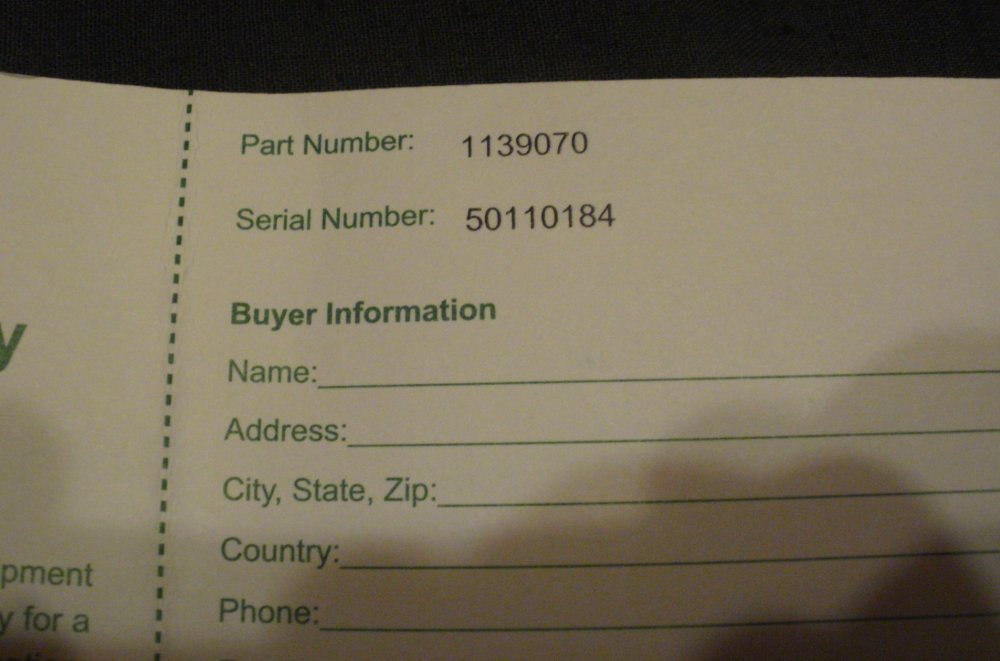 Part Number: 1139070
Serial Number: 50110184
y
Buyer Information
Name:
Address:
City, State, Zip:
Country:
Phone:
pment
y for a